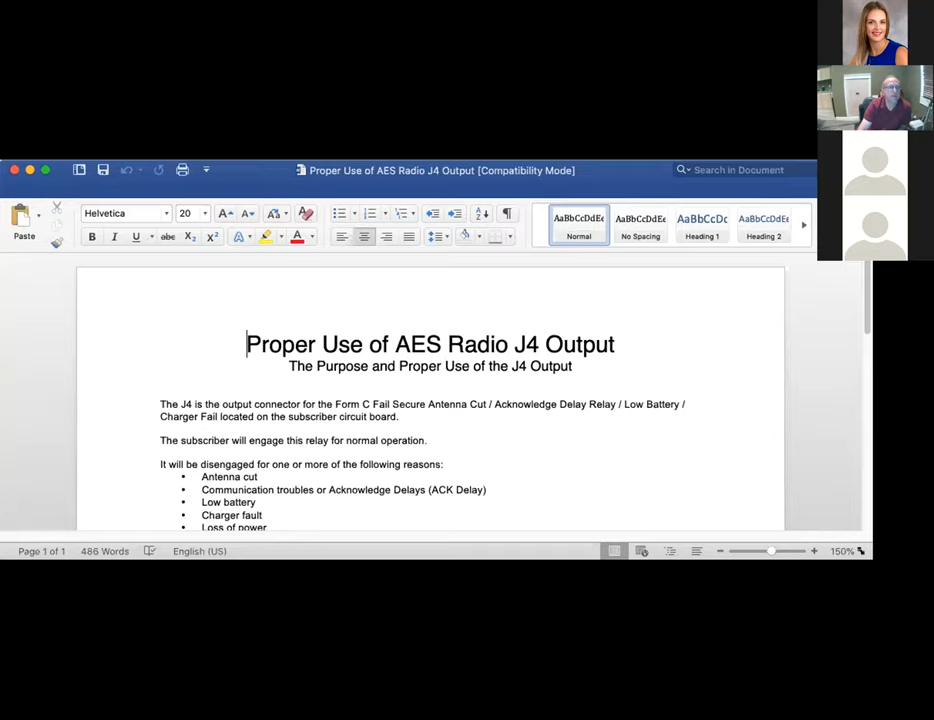 Proper Use of AES Radio J4 Output [Compatibility Mode]
Search in Document
Paste
Helvetica
20
B I U abc X₂ X² A A
AaBbCcDdEe
Normal
AaBbCcDdEe
No Spacing
AaBbCcDc
Heading 1
AaBbCcDdEe
Heading 2
Proper Use of AES Radio J4 Output
The Purpose and Proper Use of the J4 Output
The J4 is the output connector for the Form C Fail Secure Antenna Cut / Acknowledge Delay Relay / Low Battery /
Charger Fail located on the subscriber circuit board.
The subscriber will engage this relay for normal operation.
It will be disengaged for one or more of the following reasons:
• Antenna cut
• Communication troubles or Acknowledge Delays (ACK Delay)
• Low battery
• Charger fault
• Loss of power
Page 1 of 1
486 Words
English (US)
150%